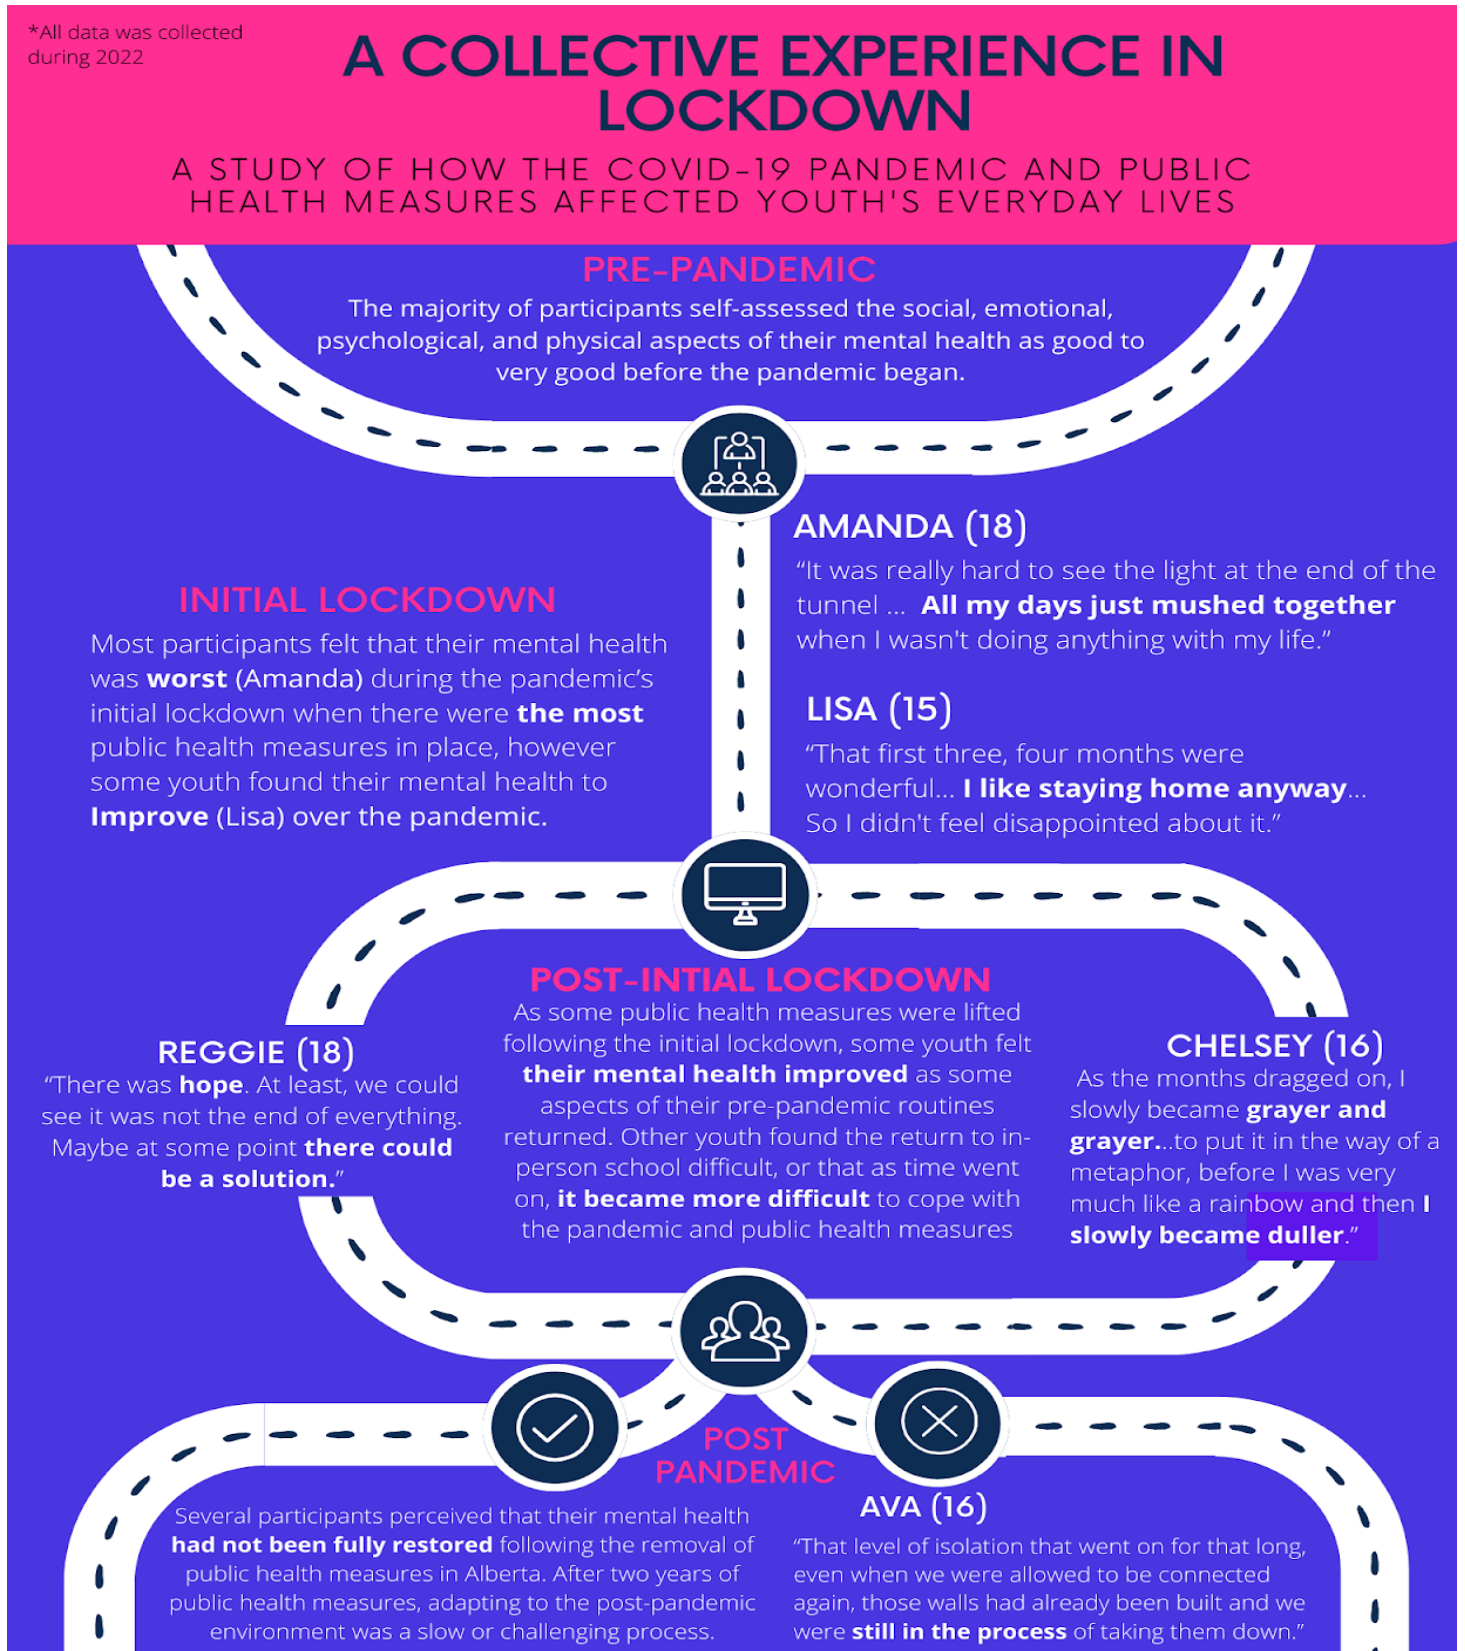 *All data was collected
during 2022
A COLLECTIVE EXPERIENCE IN
LOCKDOWN
A STUDY OF HOW THE COVID-19 PANDEMIC AND PUBLIC
HEALTH MEASURES AFFECTED YOUTH'S EVERYDAY LIVES
PRE-PANDEMIC
The majority of participants self-assessed the social, emotional,
psychological, and physical aspects of their mental health as good to
very good before the pandemic began.
INITIAL LOCKDOWN
Most participants felt that their mental health
was worst (Amanda) during the pandemic’s
initial lockdown when there were the most
public health measures in place, however
some youth found their mental health to
Improve (Lisa) over the pandemic.
AMANDA (18)
“It was really hard to see the light at the end of the
tunnel ... All my days just mushed together
when I wasn't doing anything with my life.”
LISA (15)
“That first three, four months were
wonderful... I like staying home anyway...
So I didn't feel disappointed about it.”
REGGIE (18)
“There was hope. At least, we could
see it was not the end of everything.
Maybe at some point there could
be a solution.”
POST-INTIAL LOCKDOWN
As some public health measures were lifted
following the initial lockdown, some youth felt
their mental health improved as some
aspects of their pre-pandemic routines
returned. Other youth found the return to in-
person school difficult, or that as time went
on, it became more difficult to cope with
the pandemic and public health measures
CHELSEY (16)
As the months dragged on, I
slowly became grayer and
grayer...to put it in the way of a
metaphor, before I was very
much like a rainbow and then I
slowly became duller.”
POST
PANDEMIC
Several participants perceived that their mental health
had not been fully restored following the removal of
public health measures in Alberta. After two years of
public health measures, adapting to the post-pandemic
environment was a slow or challenging process.
AVA (16)
“That level of isolation that went on for that long,
even when we were allowed to be connected
again, those walls had already been built and we
were still in the process of taking them down.”